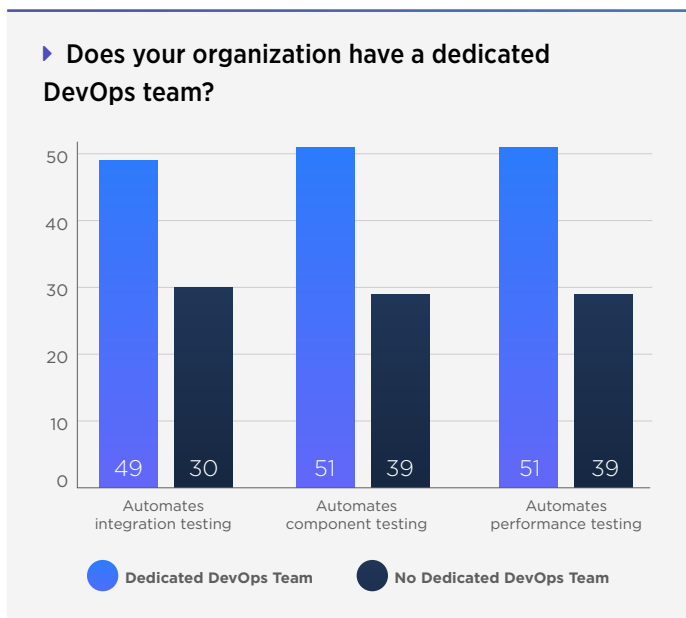 Does your organization have a dedicated
DevOps team?
50
40
30
20
10
0
49
30
51
39
51
39
Automates
integration testing
Automates
component testing
Automates
performance testing
Dedicated DevOps Team
No Dedicated DevOps Team